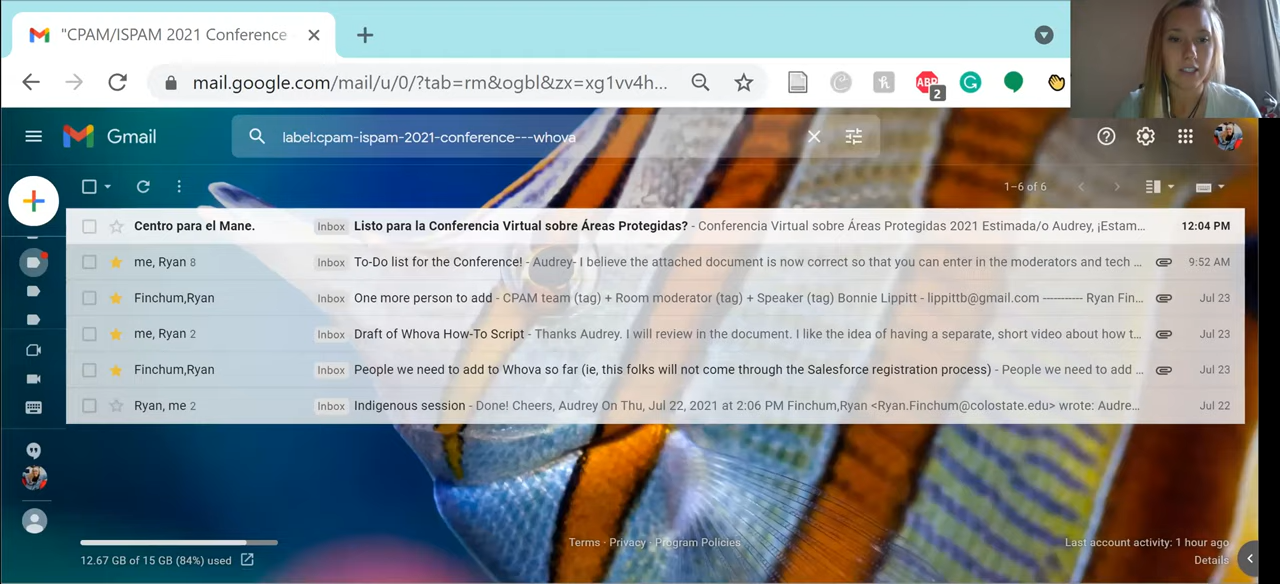 "CPAM/ISPAM 2021 Conference
mail.google.com/mail/u/0/?tab=rm&ogbl&zx=xg1vv4h...
ABP
2
Gmail
label:cpam-ispam-2021-conference---whova
1–6 of 6
Centro para el Mane. Inbox Listo para la Conferencia Virtual sobre Áreas Protegidas? - Conferencia Virtual sobre Áreas Protegidas 2021 Estimada/o Audrey, ¡Estam... 12:04 PM
me, Ryan 8 Inbox To-Do list for the Conference! - Audrey- I believe the attached document is now correct so that you can enter in the moderators and tech ... 9:52 AM
Finchum,Ryan Inbox One more person to add - CPAM team (tag) + Room moderator (tag) + Speaker (tag) Bonnie Lippitt - lippittb@gmail.com ---------- Ryan Fin... Jul 23
me, Ryan 2 Inbox Draft of Whova How-To Script - Thanks Audrey. I will review in the document. I like the idea of having a separate, short video about how t... Jul 23
Finchum,Ryan Inbox People we need to add to Whova so far (ie, this folks will not come through the Salesforce registration process) - People we need to add ... Jul 23
Ryan, me 2 Inbox Indigenous session - Done! Cheers, Audrey On Thu, Jul 22, 2021 at 2:06 PM Finchum,Ryan <Ryan.Finchum@colostate.edu> wrote: Audre... Jul 22
Terms · Privacy · Program Policies
Last account activity: 1 hour ago
12.67 GB of 15 GB (84%) used
Details